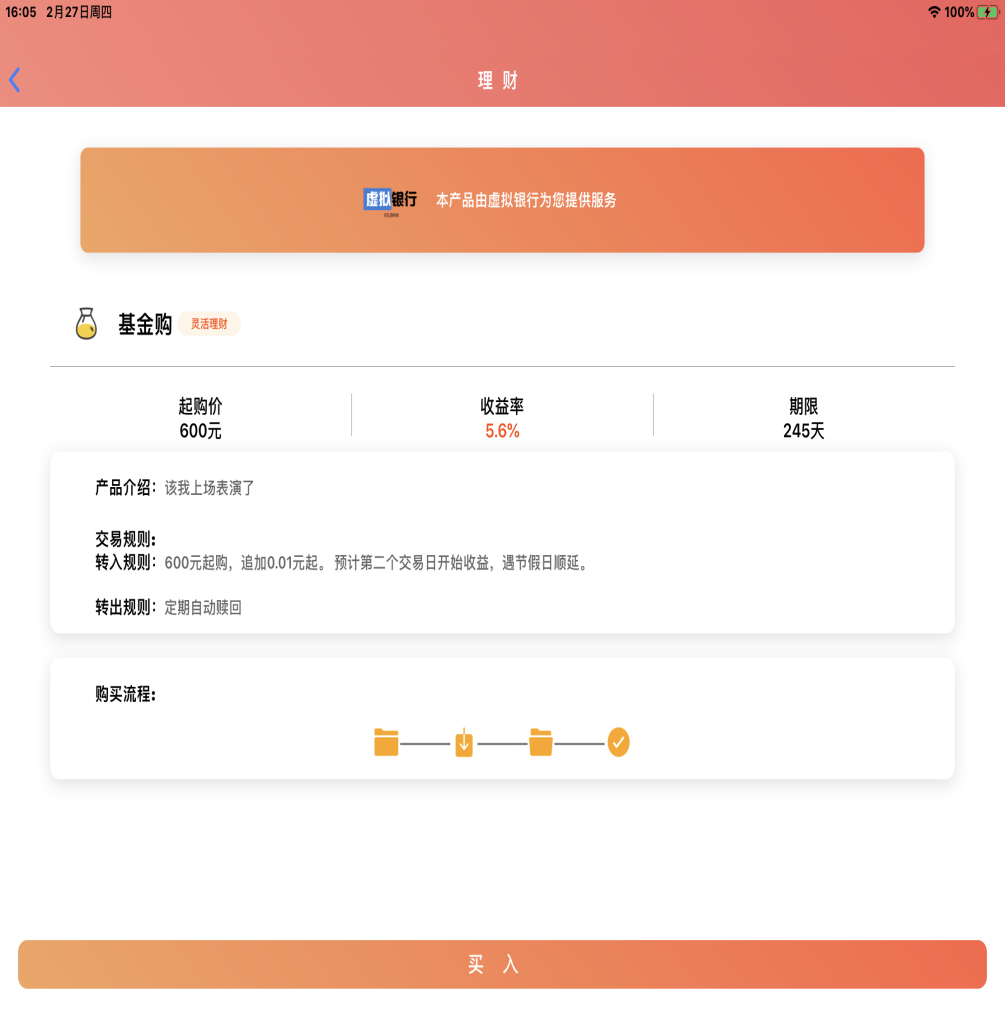 16:05 2月27日周四
100%
理 财
虚拟银行 本产品由虚拟银行为您提供服务
基金购 灵活理财
起购价 收益率 期限
600元 5.6% 245天
产品介绍：该我上场表演了
交易规则：
转入规则：600元起购，追加0.01元起。 预计第二个交易日开始收益，遇节假日顺延。
转出规则：定期自动赎回
购买流程：
买 入